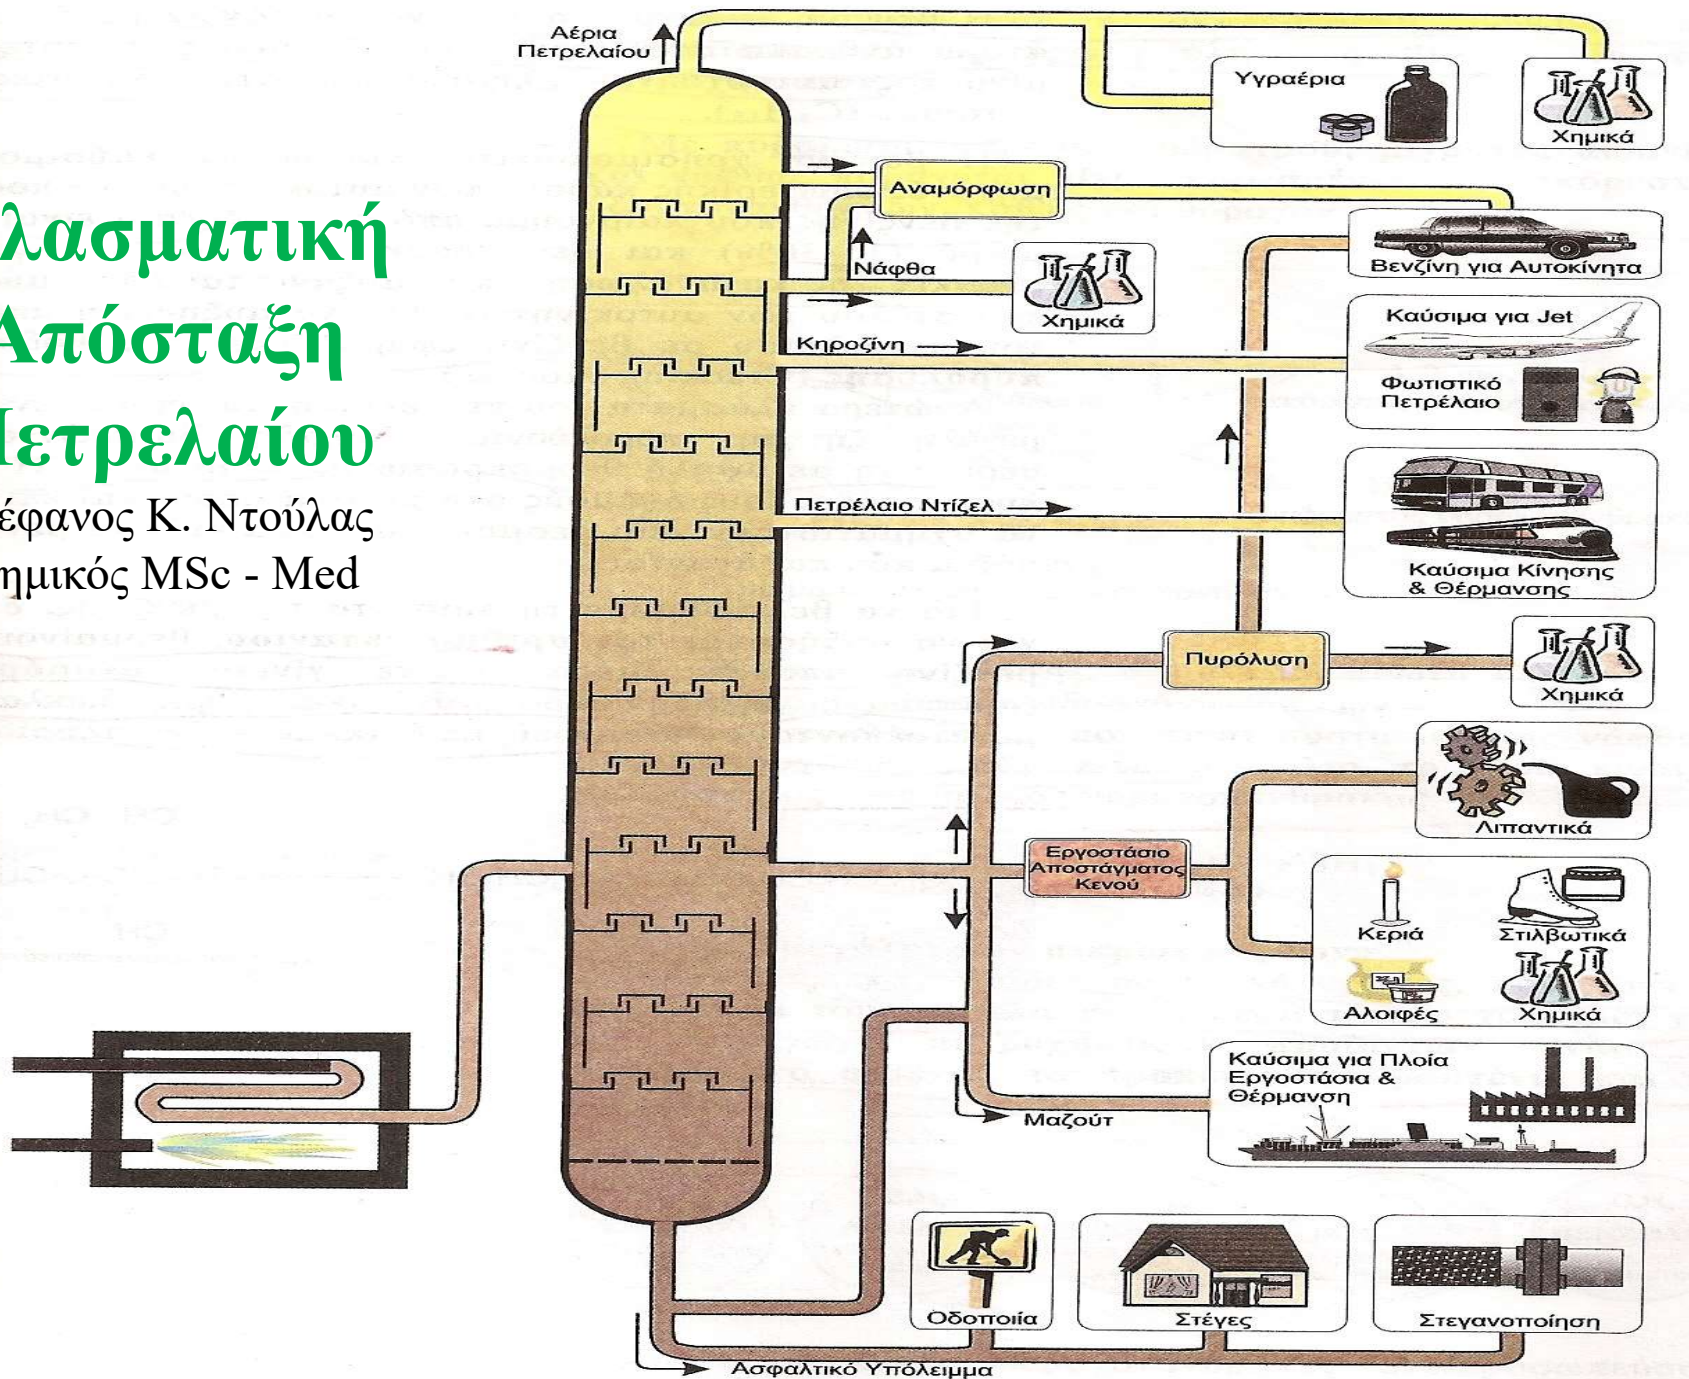 λασματική
Απόσταξη
Πετρελαίου
έφανος Κ. Ντούλας
ημικός MSc - Med
Αέρια
Πετρελαίου
Υγραέρια
Χημικά
Αναμόρφωση
Νάφθα
Χημικά
Βενζίνη για Αυτοκίνητα
Κηροζίνη
Καύσιμα για Jet
Φωτιστικό
Πετρέλαιο
Πετρέλαιο Ντίζελ
Καύσιμα Κίνησης
& Θέρμανσης
Πυρόλυση
Χημικά
Λιπαντικά
Εργοστάσιο
Αποστάγματος
Κενού
Κεριά
Στιλβωτικά
Αλοιφές
Χημικά
Καύσιμα για Πλοία
Εργοστάσια &
Θέρμανση
Μαζούτ
Οδοποιία
Στέγες
Στεγανοποίηση
Ασφαλτικό Υπόλειμμα